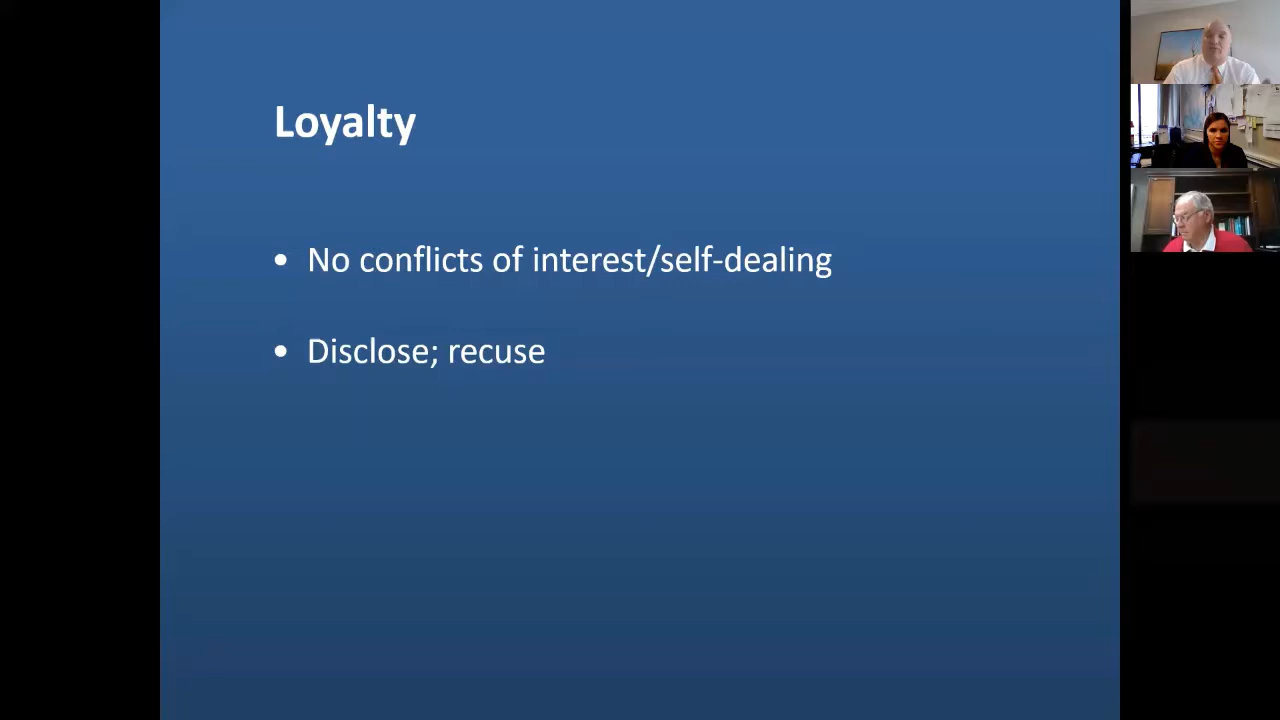 Loyalty
• No conflicts of interest/self-dealing
• Disclose; recuse